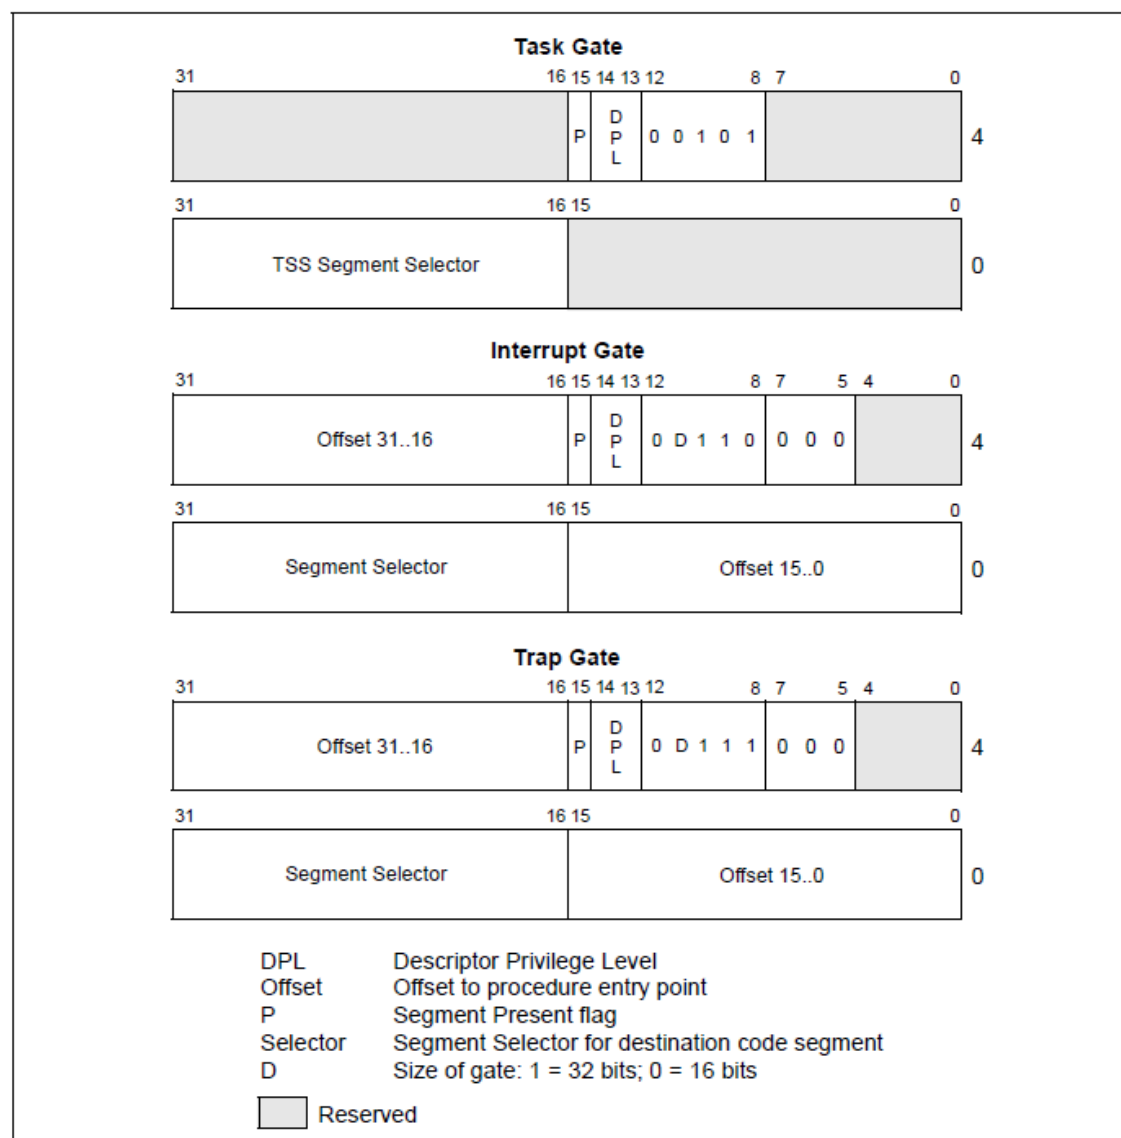 Task Gate
31 16 15 14 13 12 8 7 0
P D P L 0 0 1 0 1 4
31 16 15 0
TSS Segment Selector 0
Interrupt Gate
31 16 15 14 13 12 8 7 5 4 0
Offset 31..16 P D P L 0 D 1 1 0 0 0 0 4
31 16 15 0
Segment Selector Offset 15..0 0
Trap Gate
31 16 15 14 13 12 8 7 5 4 0
Offset 31..16 P D P L 0 D 1 1 1 0 0 0 4
31 16 15 0
Segment Selector Offset 15..0 0
DPL Descriptor Privilege Level
Offset Offset to procedure entry point
P Segment Present flag
Selector Segment Selector for destination code segment
D Size of gate: 1 = 32 bits; 0 = 16 bits
Reserved